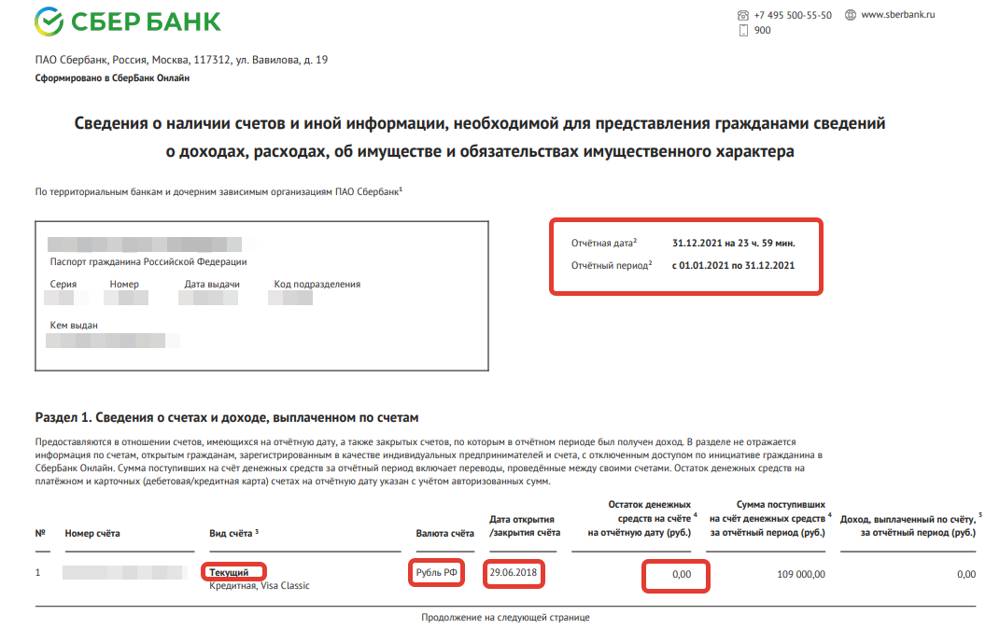 СБЕР БАНК
+7 495 500-55-50 www.sberbank.ru
900
ПАО Сбербанк, Россия, Москва, 117312, ул. Вавилова, д. 19
Сформировано в СберБанк Онлайн
Сведения о наличии счетов и иной информации, необходимой для представления гражданами сведений
о доходах, расходах, об имуществе и обязательствах имущественного характера
По территориальным банкам и дочерним зависимым организациям ПАО Сбербанк¹
Паспорт гражданина Российской Федерации
Серия Номер Дата выдачи Код подразделения
Кем выдан
Отчётная дата² 31.12.2021 на 23 ч. 59 мин.
Отчётный период² с 01.01.2021 по 31.12.2021
Раздел 1. Сведения о счетах и доходе, выплаченном по счетам
Предоставляются в отношении счетов, имеющихся на отчётную дату, а также закрытых счетов, по которым в отчётном периоде был получен доход. В разделе не отражается
информация по счетам, открытым гражданам, зарегистрированным в качестве индивидуальных предпринимателей и счета, с отключенным доступом по инициативе гражданина в
СберБанк Онлайн. Сумма поступивших на счёт денежных средств за отчётный период включает переводы, проведённые между своими счетами. Остаток денежных средств на
платёжном и карточных (дебетовая/кредитная карта) счетах на отчётную дату указан с учётом авторизованных сумм.
№
Номер счёта
Вид счёта ³
Валюта счёта
Дата открытия
/закрытия счёта
Остаток денежных
средств на счёте ⁴
на отчётную дату (руб.)
Сумма поступивших
на счёт денежных средств ⁴
за отчётный период (руб.)
Доход, выплаченный по счёту, ⁵
за отчётный период (руб.)
1 Текущий Рубль РФ 29.06.2018 0,00 109 000,00 0,00
Кредитная, Visa Classic
Продолжение на следующей странице